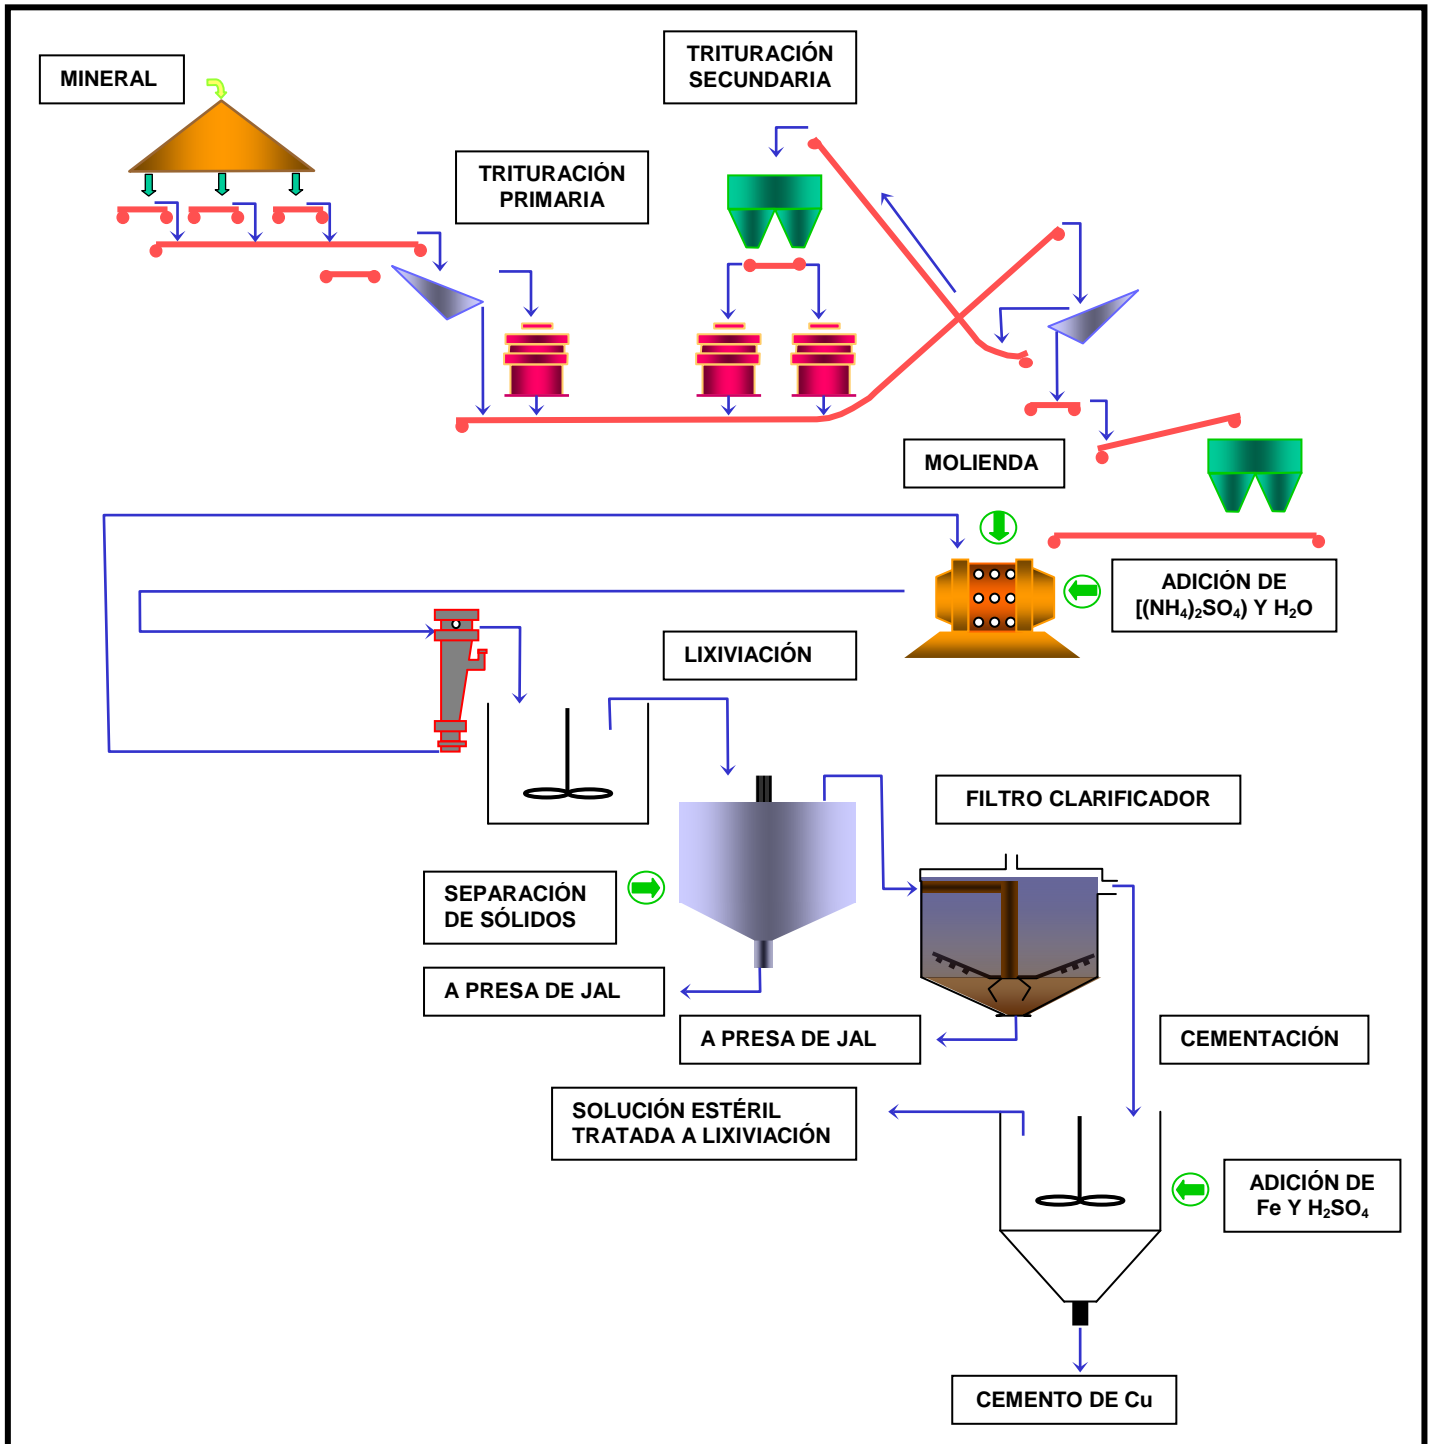 MINERAL
TRITURACIÓN
SECUNDARIA
TRITURACIÓN
PRIMARIA
MOLIENDA
ADICIÓN DE
[(NH₄)₂SO₄) Y H₂O
LIXIVIACIÓN
FILTRO CLARIFICADOR
SEPARACIÓN
DE SÓLIDOS
A PRESA DE JAL
A PRESA DE JAL
CEMENTACIÓN
SOLUCIÓN ESTÉRIL
TRATADA A LIXIVIACIÓN
ADICIÓN DE
Fe Y H₂SO₄
CEMENTO DE Cu